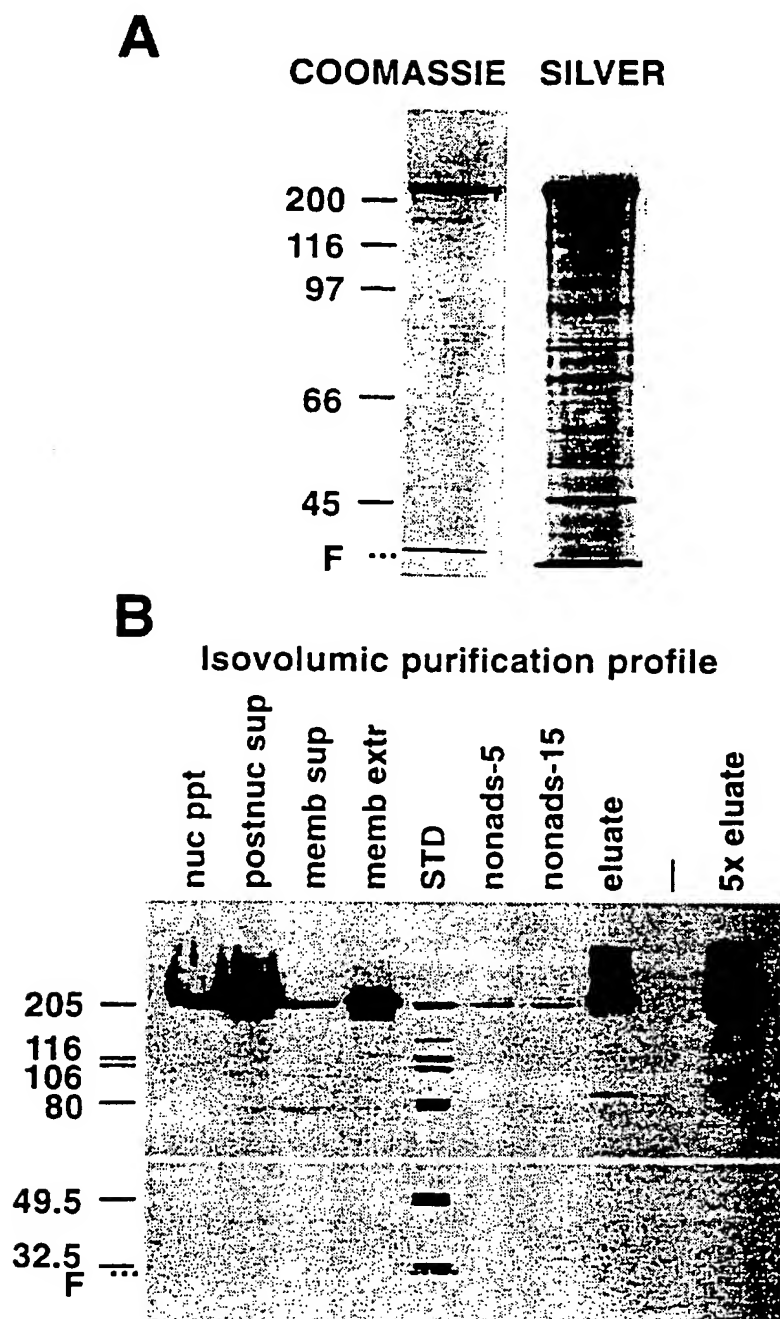 A
COOMASSIE SILVER
200
116
97
66
45
F ...
B
Isovolumic purification profile
nuc ppt
postnuc sup
memb sup
memb extr
STD
nonads-5
nonads-15
eluate
—
5x eluate
205
116
106
80
49.5
32.5
F ...